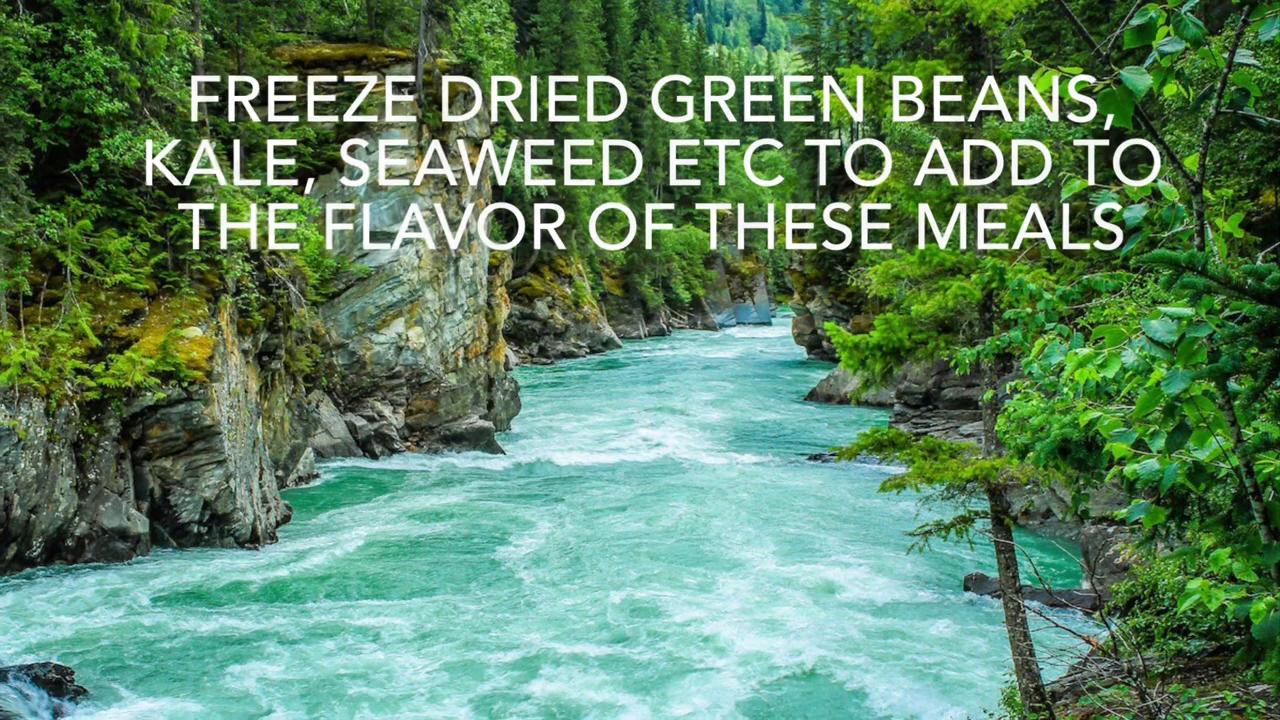 FREEZE DRIED GREEN BEANS,
KALE, SEAWEED ETC TO ADD TO
THE FLAVOR OF THESE MEALS